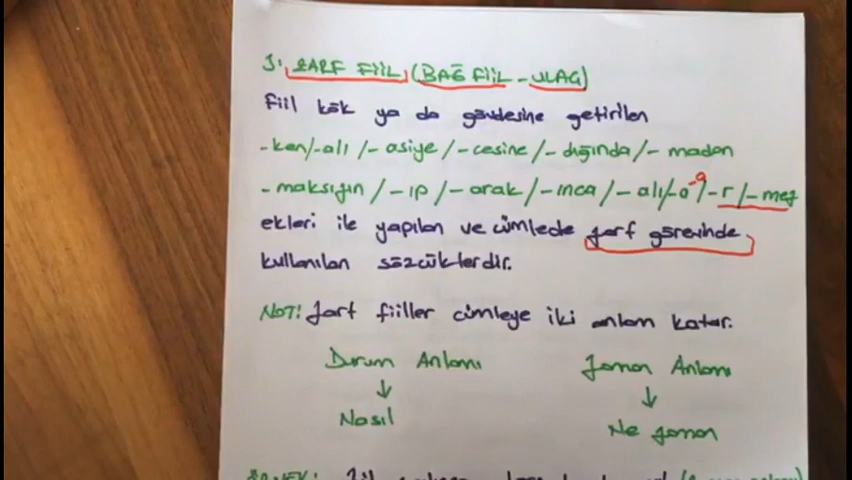 3. ZARF FİİL (BAĞ FİİL - ULAÇ)
Fiil kök ya da gövdesine getirilen
-ken/-alı/-asiye/-cesine/-dığında/-madan
-maksızın/-ıp/-arak/-ınca/-alı/-a -a/-r/-mez
ekleri ile yapılan ve cümlede zarf görevinde
kullanılan sözcüklerdir.
NOT: Zarf fiiller cümleye iki anlam katar.
Durum Anlamı Zaman Anlamı
Nasıl Ne zaman
ÖRNEK: